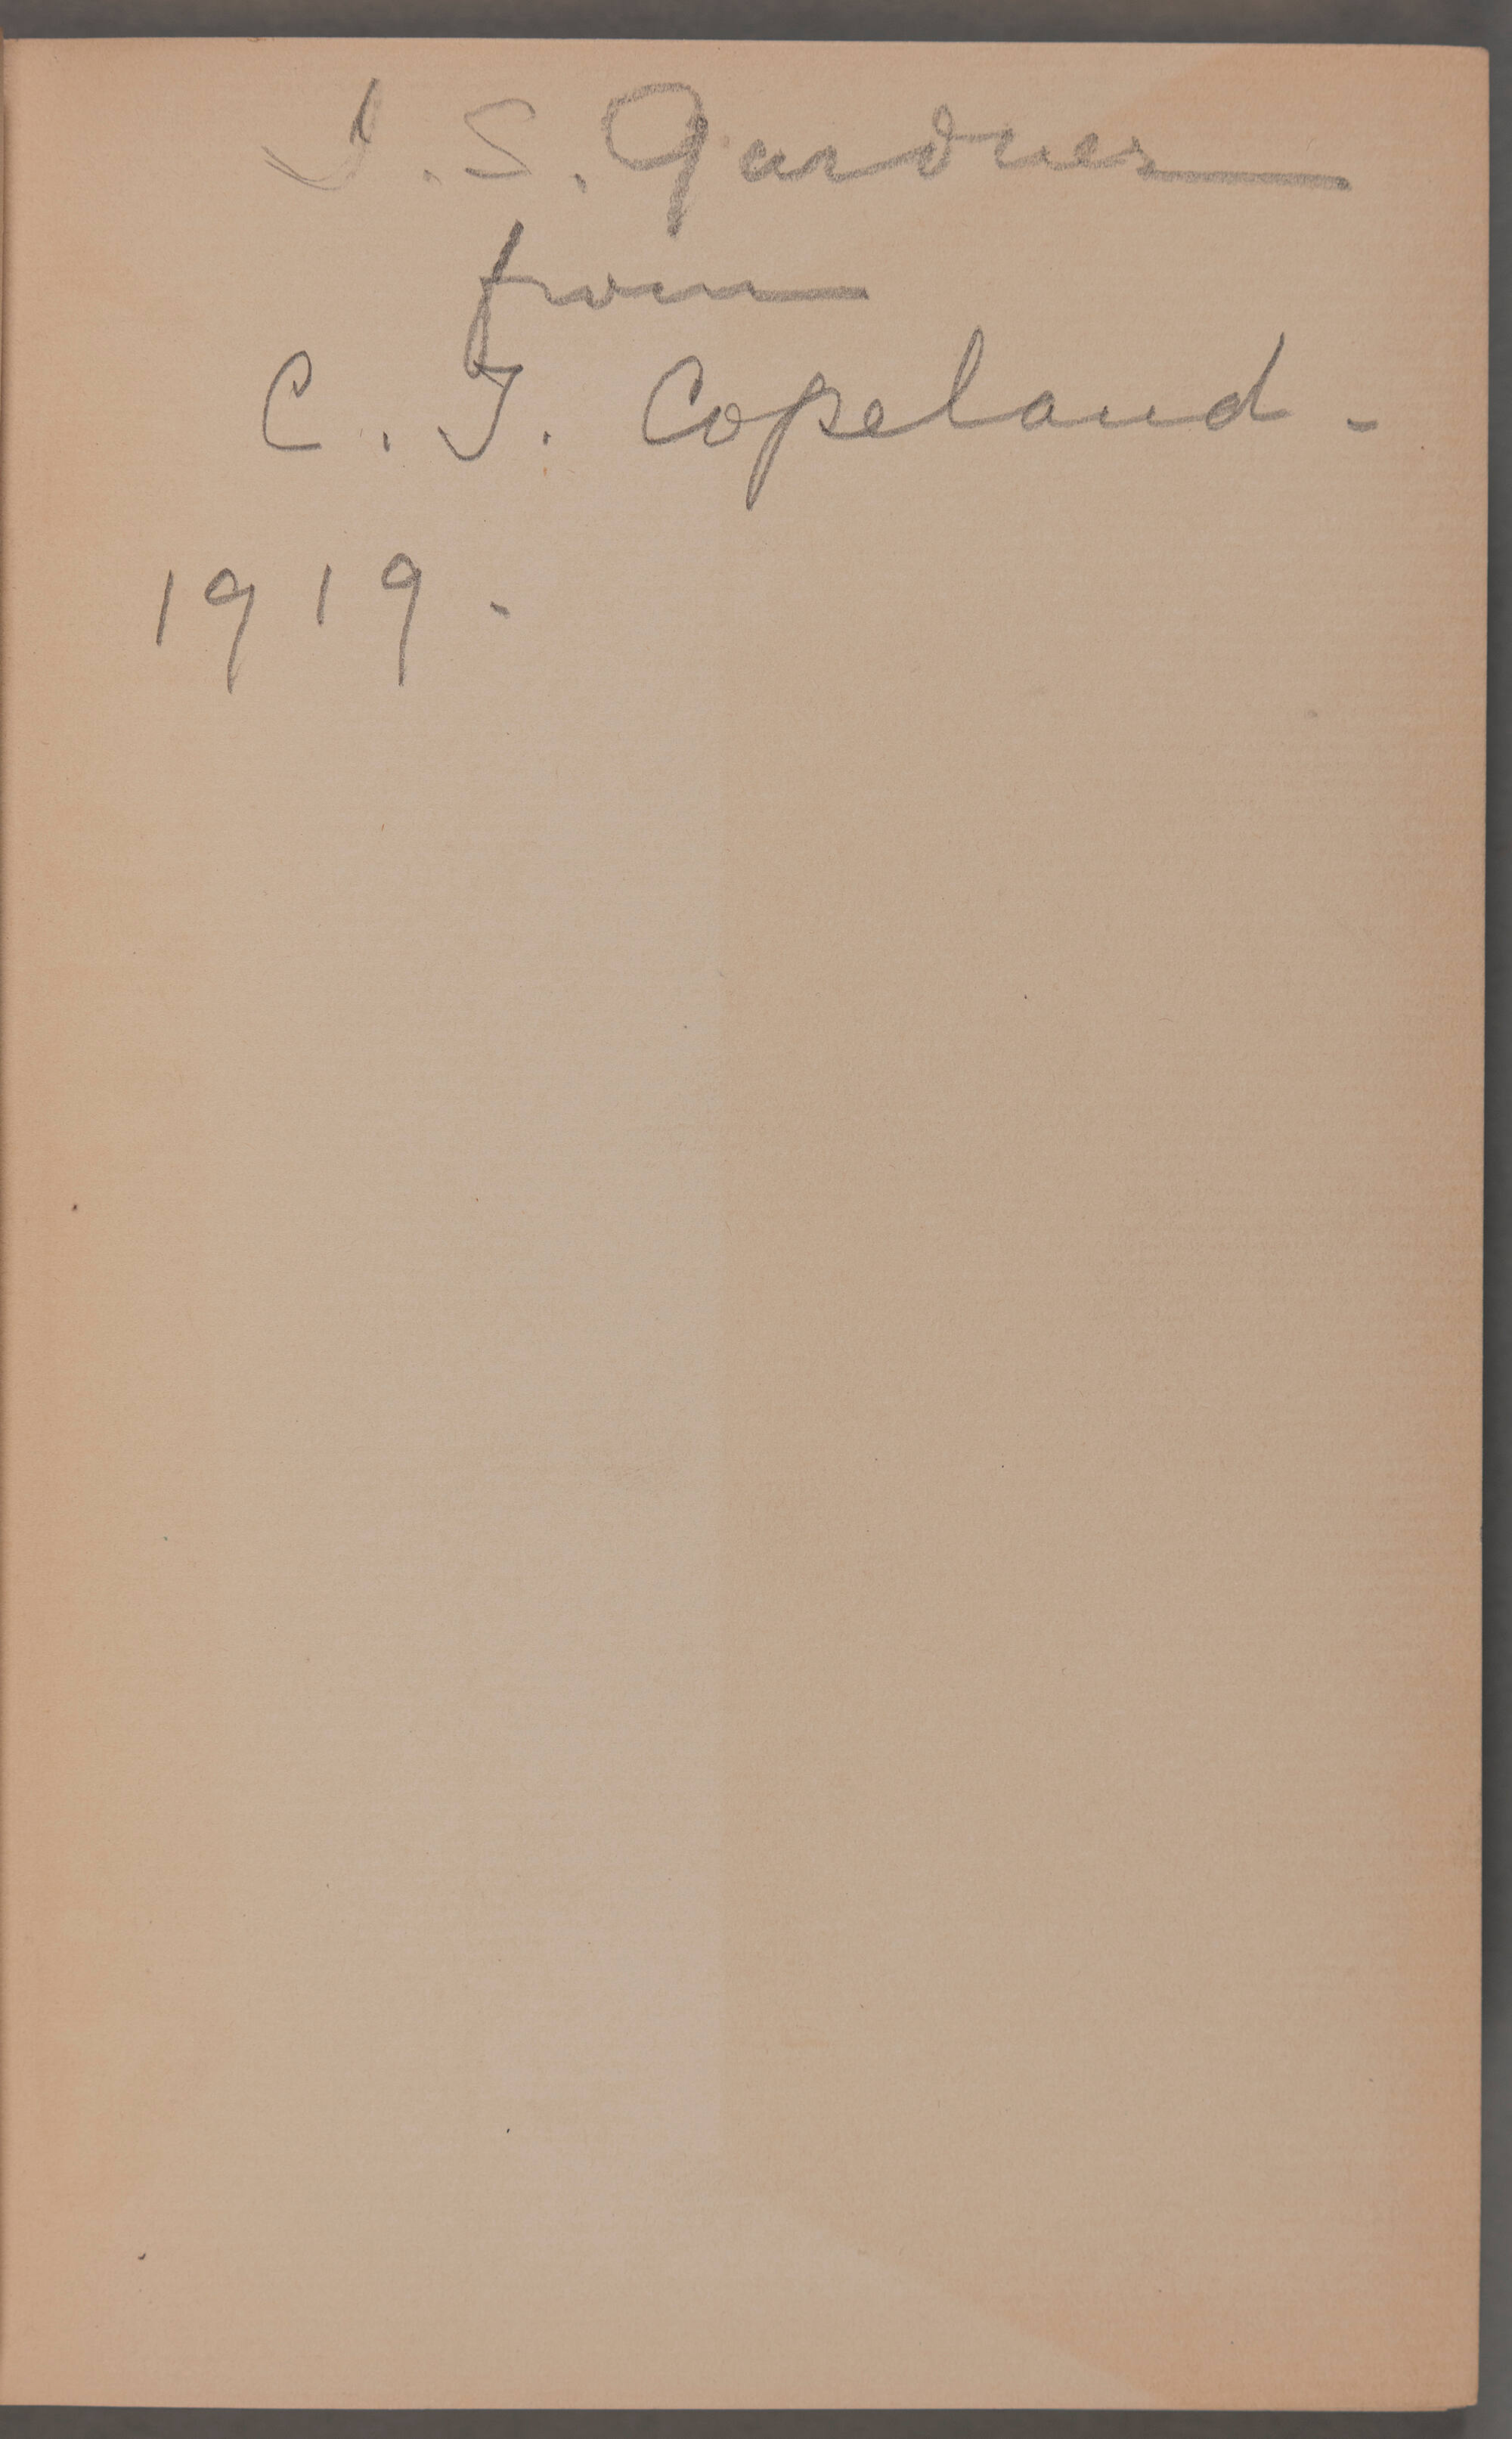 I. S. Gardner
from
C. T. Copeland -
1919.